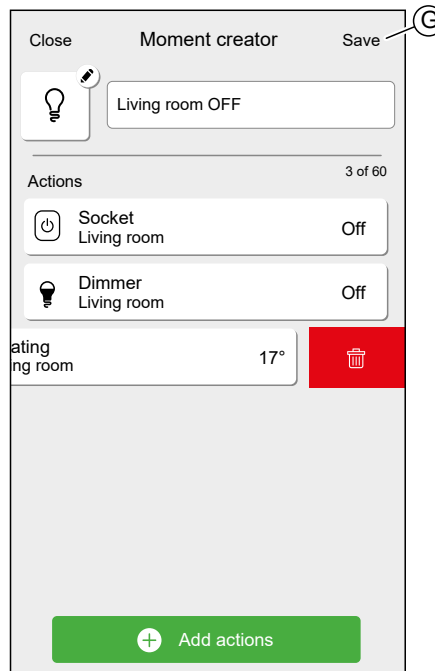 Close Moment creator Save
G
Living room OFF
3 of 60
Actions
Socket
Living room
Off
Dimmer
Living room
Off
ating
ng room
17°
Add actions